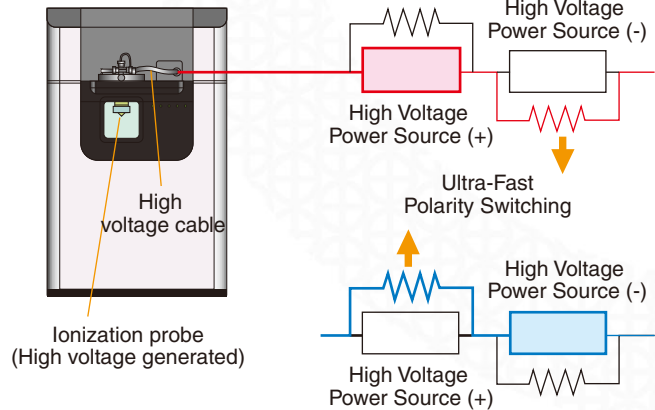 High Voltage
Power Source (-)
High Voltage
Power Source (+)
High
voltage cable
Ultra-Fast
Polarity Switching
High Voltage
Power Source (-)
Ionization probe
(High voltage generated)
High Voltage
Power Source (+)